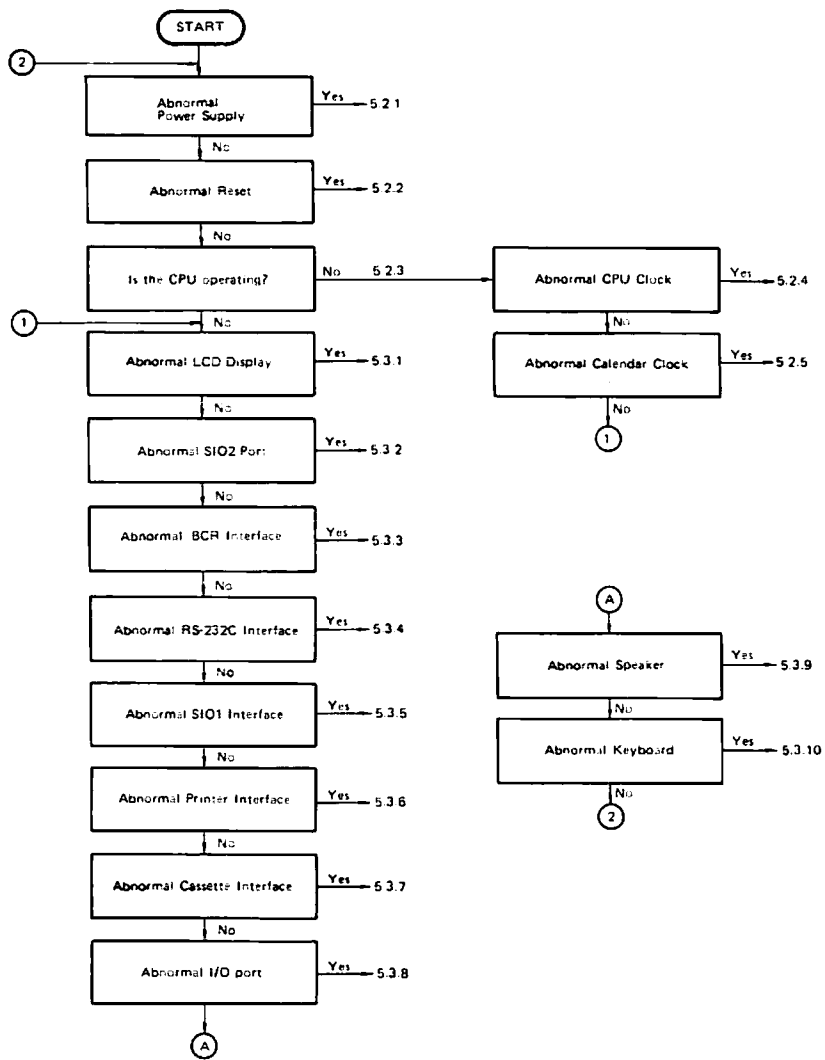 START
2
Abnormal
Power Supply
Yes
5.2.1
No
Abnormal Reset
Yes
5.2.2
No
Is the CPU operating?
No
5.2.3
Abnormal CPU Clock
Yes
5.2.4
No
1
No
Abnormal LCD Display
Yes
5.3.1
Abnormal Calendar Clock
Yes
5.2.5
No
No
1
Abnormal SIO2 Port
Yes
5.3.2
No
Abnormal BCR Interface
Yes
5.3.3
No
Abnormal RS-232C Interface
Yes
5.3.4
No
Abnormal SIO1 Interface
Yes
5.3.5
No
Abnormal Printer Interface
Yes
5.3.6
No
Abnormal Cassette Interface
Yes
5.3.7
No
Abnormal I/O port
Yes
5.3.8
A
A
Abnormal Speaker
Yes
5.3.9
No
Abnormal Keyboard
Yes
5.3.10
No
2